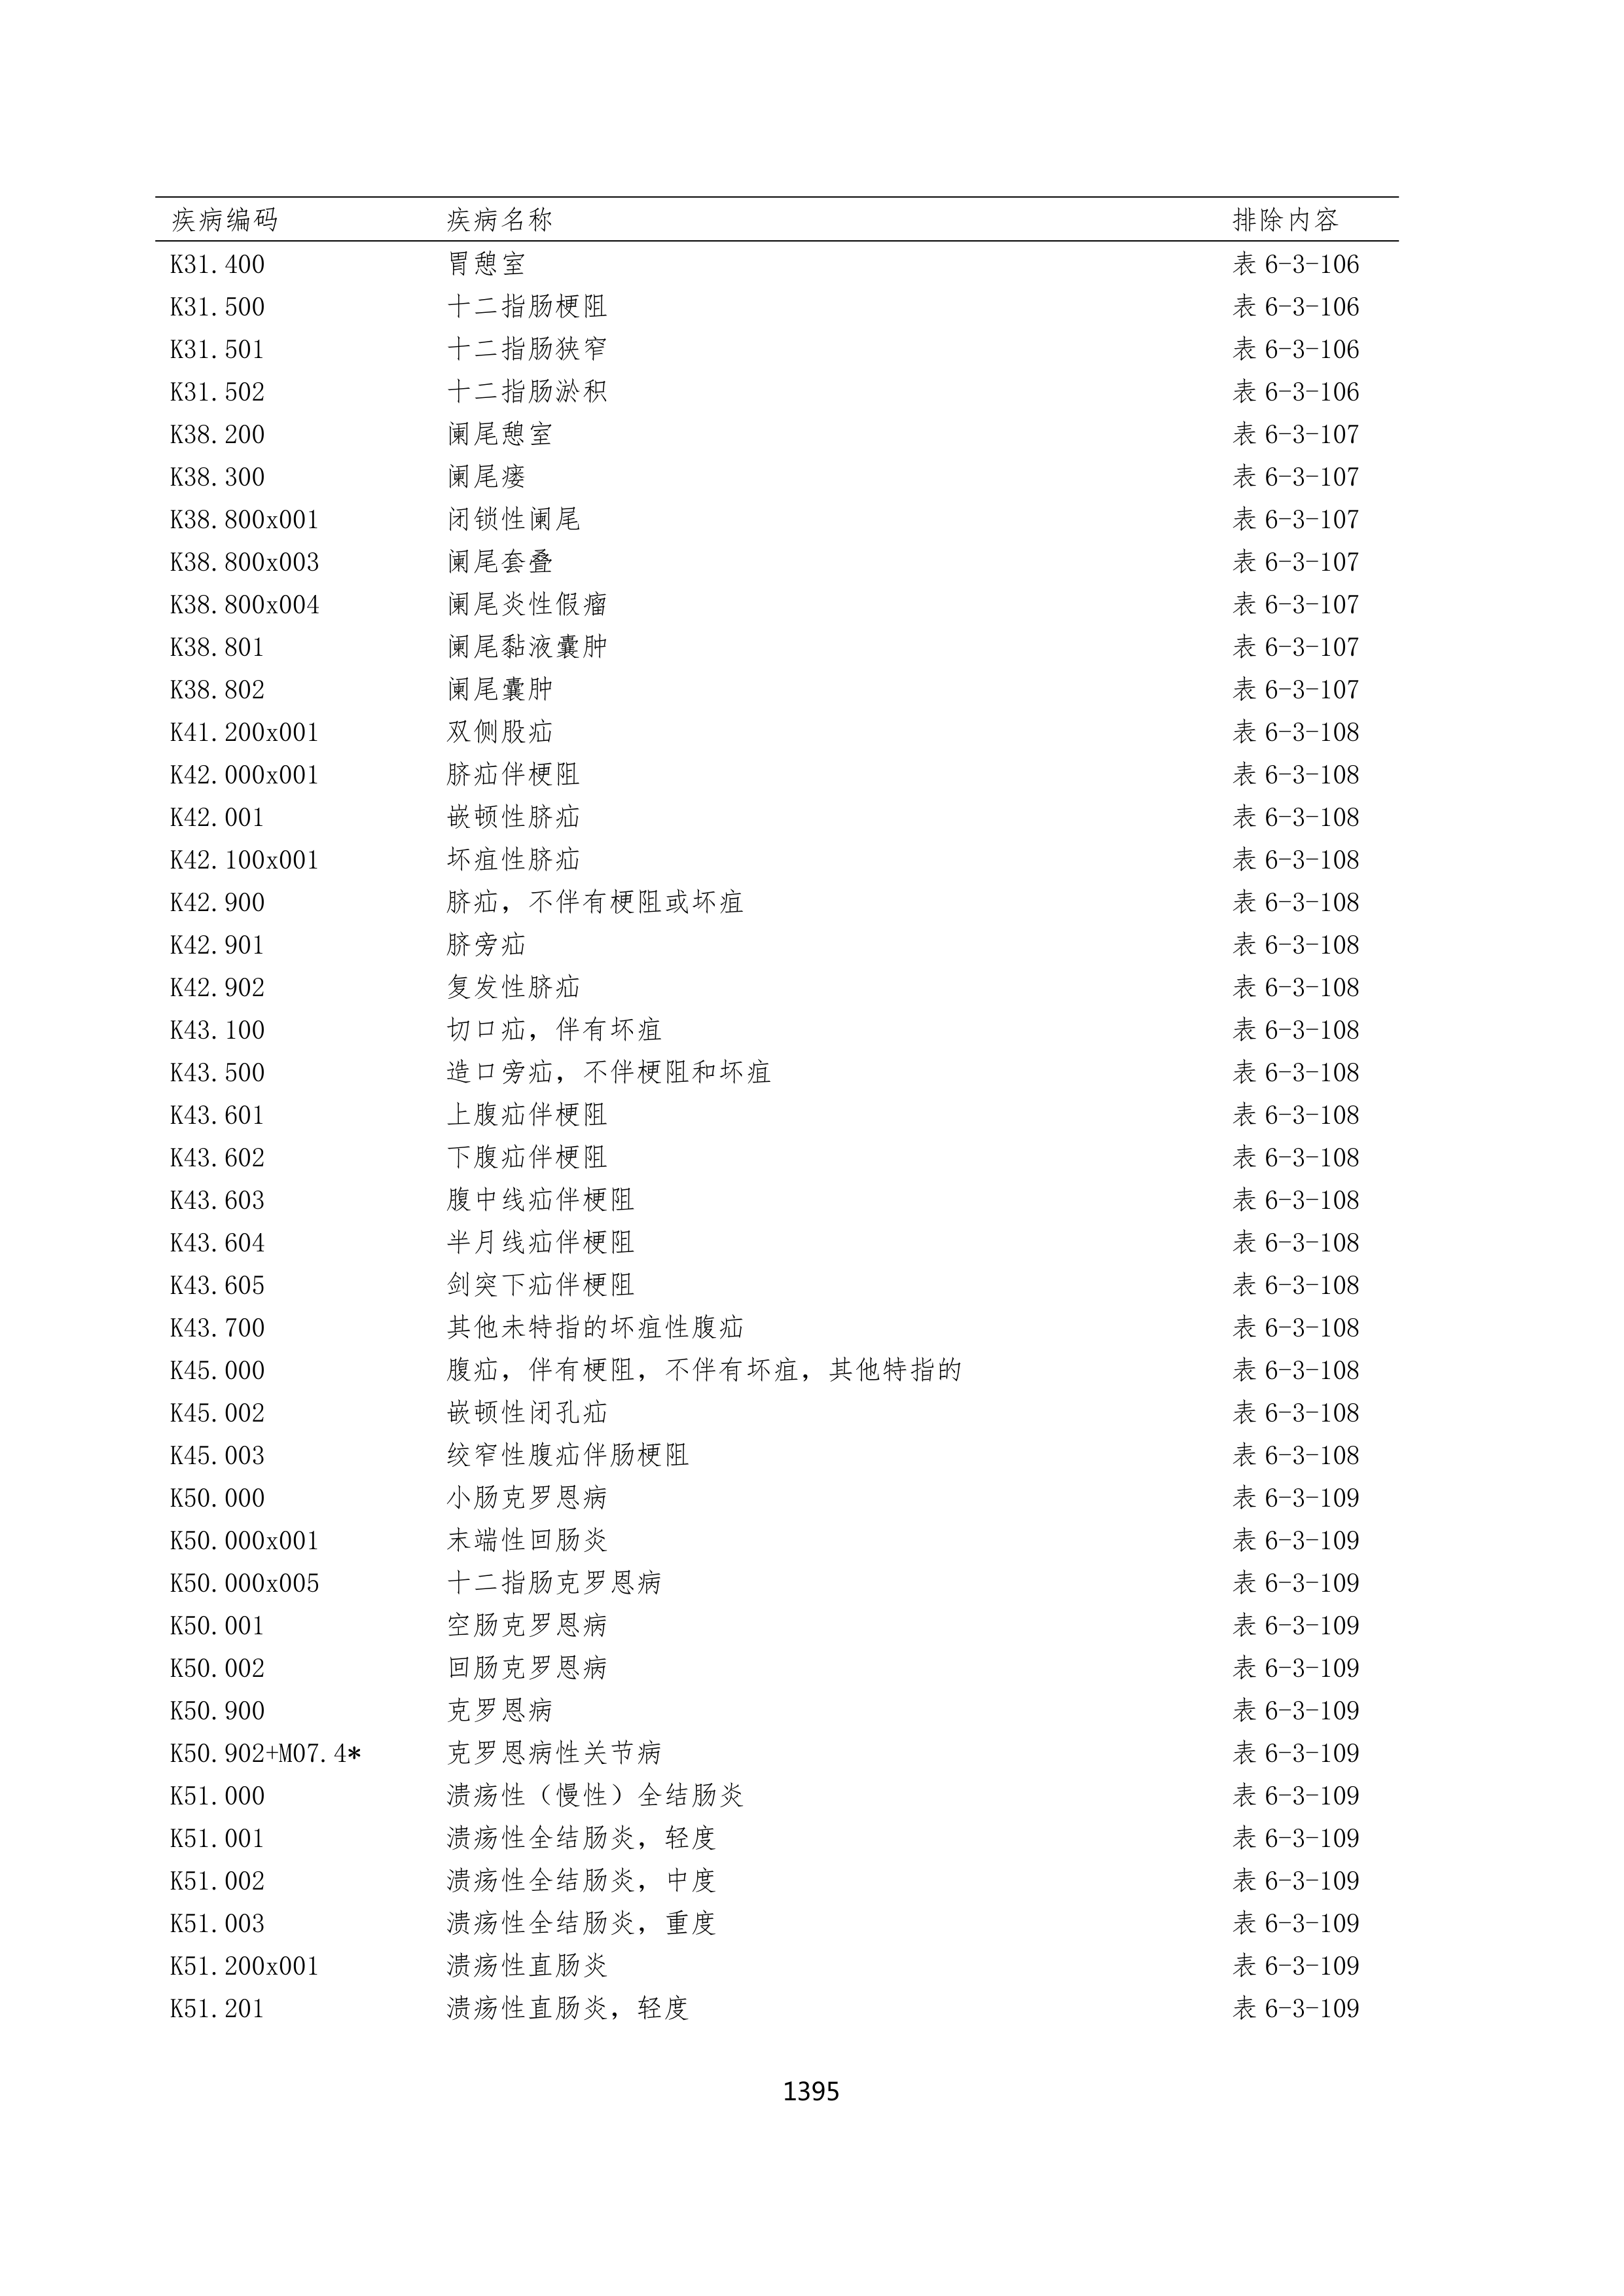 疾病编码 疾病名称 排除内容
K31.400 胃憩室 表 6-3-106
K31.500 十二指肠梗阻 表 6-3-106
K31.501 十二指肠狭窄 表 6-3-106
K31.502 十二指肠淤积 表 6-3-106
K38.200 阑尾憩室 表 6-3-107
K38.300 阑尾瘘 表 6-3-107
K38.800x001 闭锁性阑尾 表 6-3-107
K38.800x003 阑尾套叠 表 6-3-107
K38.800x004 阑尾炎性假瘤 表 6-3-107
K38.801 阑尾黏液囊肿 表 6-3-107
K38.802 阑尾囊肿 表 6-3-107
K41.200x001 双侧股疝 表 6-3-108
K42.000x001 脐疝伴梗阻 表 6-3-108
K42.001 嵌顿性脐疝 表 6-3-108
K42.100x001 坏疽性脐疝 表 6-3-108
K42.900 脐疝，不伴有梗阻或坏疽 表 6-3-108
K42.901 脐旁疝 表 6-3-108
K42.902 复发性脐疝 表 6-3-108
K43.100 切口疝，伴有坏疽 表 6-3-108
K43.500 造口旁疝，不伴梗阻和坏疽 表 6-3-108
K43.601 上腹疝伴梗阻 表 6-3-108
K43.602 下腹疝伴梗阻 表 6-3-108
K43.603 腹中线疝伴梗阻 表 6-3-108
K43.604 半月线疝伴梗阻 表 6-3-108
K43.605 剑突下疝伴梗阻 表 6-3-108
K43.700 其他未特指的坏疽性腹疝 表 6-3-108
K45.000 腹疝，伴有梗阻，不伴有坏疽，其他特指的 表 6-3-108
K45.002 嵌顿性闭孔疝 表 6-3-108
K45.003 绞窄性腹疝伴肠梗阻 表 6-3-108
K50.000 小肠克罗恩病 表 6-3-109
K50.000x001 末端性回肠炎 表 6-3-109
K50.000x005 十二指肠克罗恩病 表 6-3-109
K50.001 空肠克罗恩病 表 6-3-109
K50.002 回肠克罗恩病 表 6-3-109
K50.900 克罗恩病 表 6-3-109
K50.902+M07.4* 克罗恩病性关节病 表 6-3-109
K51.000 溃疡性（慢性）全结肠炎 表 6-3-109
K51.001 溃疡性全结肠炎，轻度 表 6-3-109
K51.002 溃疡性全结肠炎，中度 表 6-3-109
K51.003 溃疡性全结肠炎，重度 表 6-3-109
K51.200x001 溃疡性直肠炎 表 6-3-109
K51.201 溃疡性直肠炎，轻度 表 6-3-109
1395